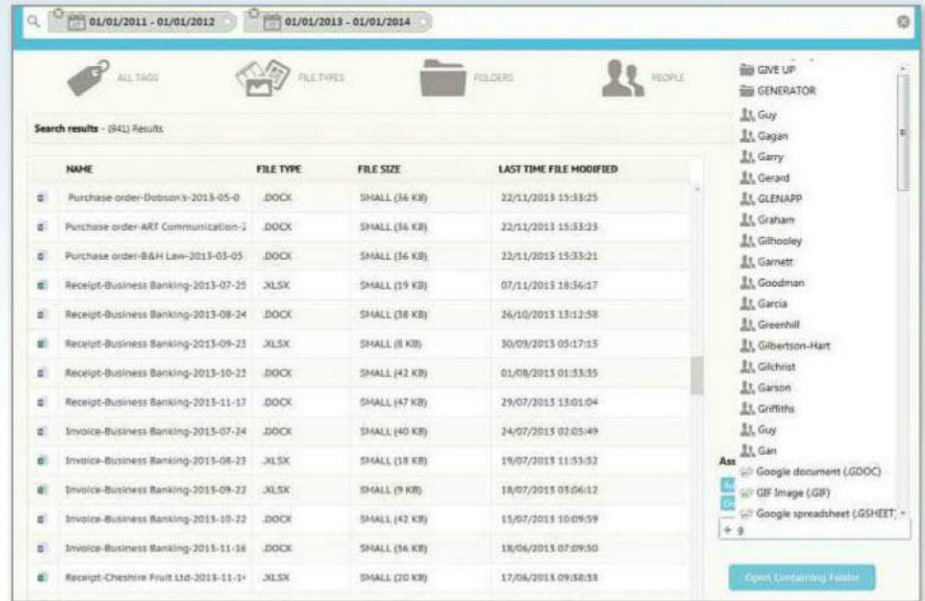 01/01/2011 - 01/01/2012 01/01/2013 - 01/01/2014
ALL TAGS FILE TYPES FOLDERS PEOPLE
Search results - (941) Results
NAME FILE TYPE FILE SIZE LAST TIME FILE MODIFIED
Purchase order-Dobson's-2013-05-0 .DOCX SMALL (36 KB) 22/11/2013 15:33:25
Purchase order-ART Communication-2 .DOCX SMALL (36 KB) 22/11/2013 15:33:23
Purchase order-B&H Law-2013-03-05 .DOCX SMALL (36 KB) 22/11/2013 15:33:21
Receipt-Business Banking-2013-07-25 .XLSX SMALL (19 KB) 07/11/2013 18:36:17
Receipt-Business Banking-2013-08-24 .DOCX SMALL (38 KB) 26/10/2013 13:12:58
Receipt-Business Banking-2013-09-23 .XLSX SMALL (8 KB) 30/09/2013 05:17:15
Receipt-Business Banking-2013-10-23 .DOCX SMALL (42 KB) 01/08/2013 01:33:35
Receipt-Business Banking-2013-11-17 .DOCX SMALL (47 KB) 29/07/2013 13:01:04
Invoice-Business Banking-2013-07-24 .DOCX SMALL (40 KB) 24/07/2013 02:05:49
Invoice-Business Banking-2013-08-23 .XLSX SMALL (18 KB) 19/07/2013 11:53:52
Invoice-Business Banking-2013-09-22 .XLSX SMALL (9 KB) 18/07/2013 03:06:12
Invoice-Business Banking-2013-10-22 .DOCX SMALL (42 KB) 15/07/2013 10:09:59
Invoice-Business Banking-2013-11-16 .DOCX SMALL (36 KB) 18/06/2013 07:09:50
Receipt-Cheshire Fruit Ltd-2013-11-14 .XLSX SMALL (20 KB) 17/06/2013 09:38:33
GIVE UP
GENERATOR
Guy
Gagan
Garry
Gerard
GLENAPP
Graham
Gilhooley
Garnett
Goodman
Garcia
Greenhill
Gilbertson-Hart
Gilchrist
Garson
Griffiths
Guy
Gan
Ass
Google document (.GDOC)
GIF Image (.GIF)
Google spreadsheet (.GSHEET)
+ g
Open Containing Folder